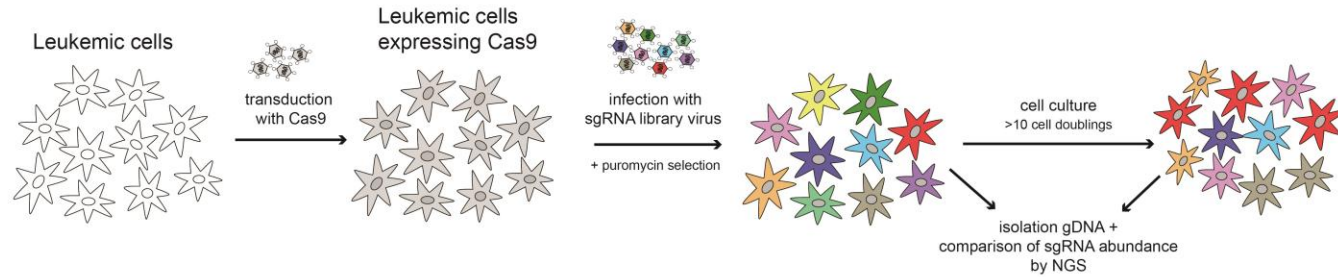 Leukemic cells
transduction
with Cas9
Leukemic cells
expressing Cas9
infection with
sgRNA library virus
+ puromycin selection
cell culture
>10 cell doublings
isolation gDNA +
comparison of sgRNA abundance
by NGS